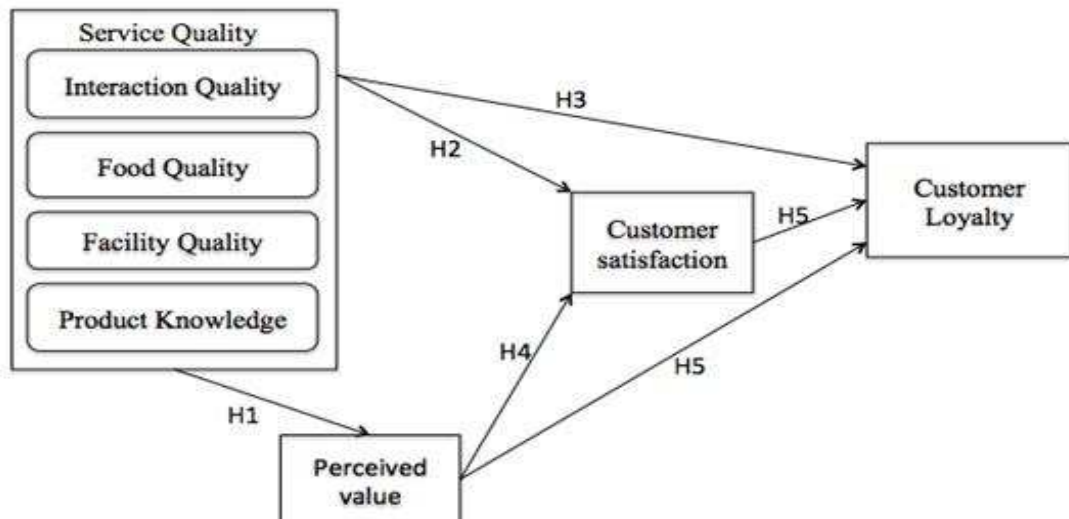 Service Quality
Interaction Quality
Food Quality
Facility Quality
Product Knowledge
H3
H2
Customer
Loyalty
Customer
satisfaction
H5
H4
H5
H1
Perceived
value